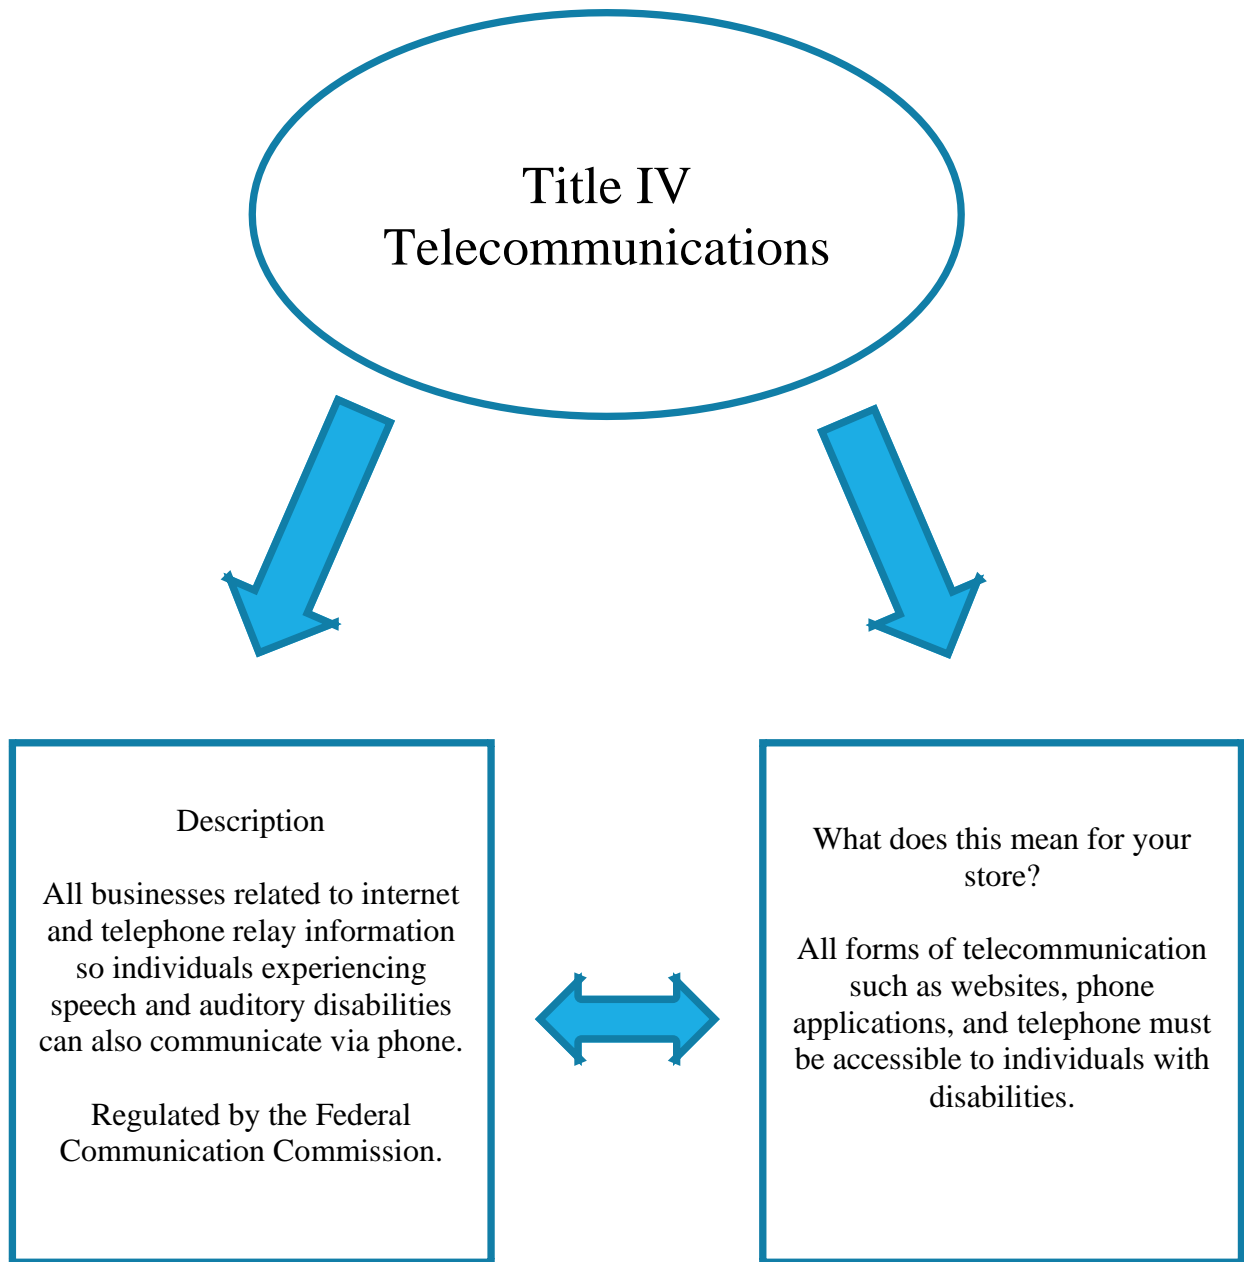 Title IV
Telecommunications
Description
All businesses related to internet
and telephone relay information
so individuals experiencing
speech and auditory disabilities
can also communicate via phone.
Regulated by the Federal
Communication Commission.
What does this mean for your
store?
All forms of telecommunication
such as websites, phone
applications, and telephone must
be accessible to individuals with
disabilities.